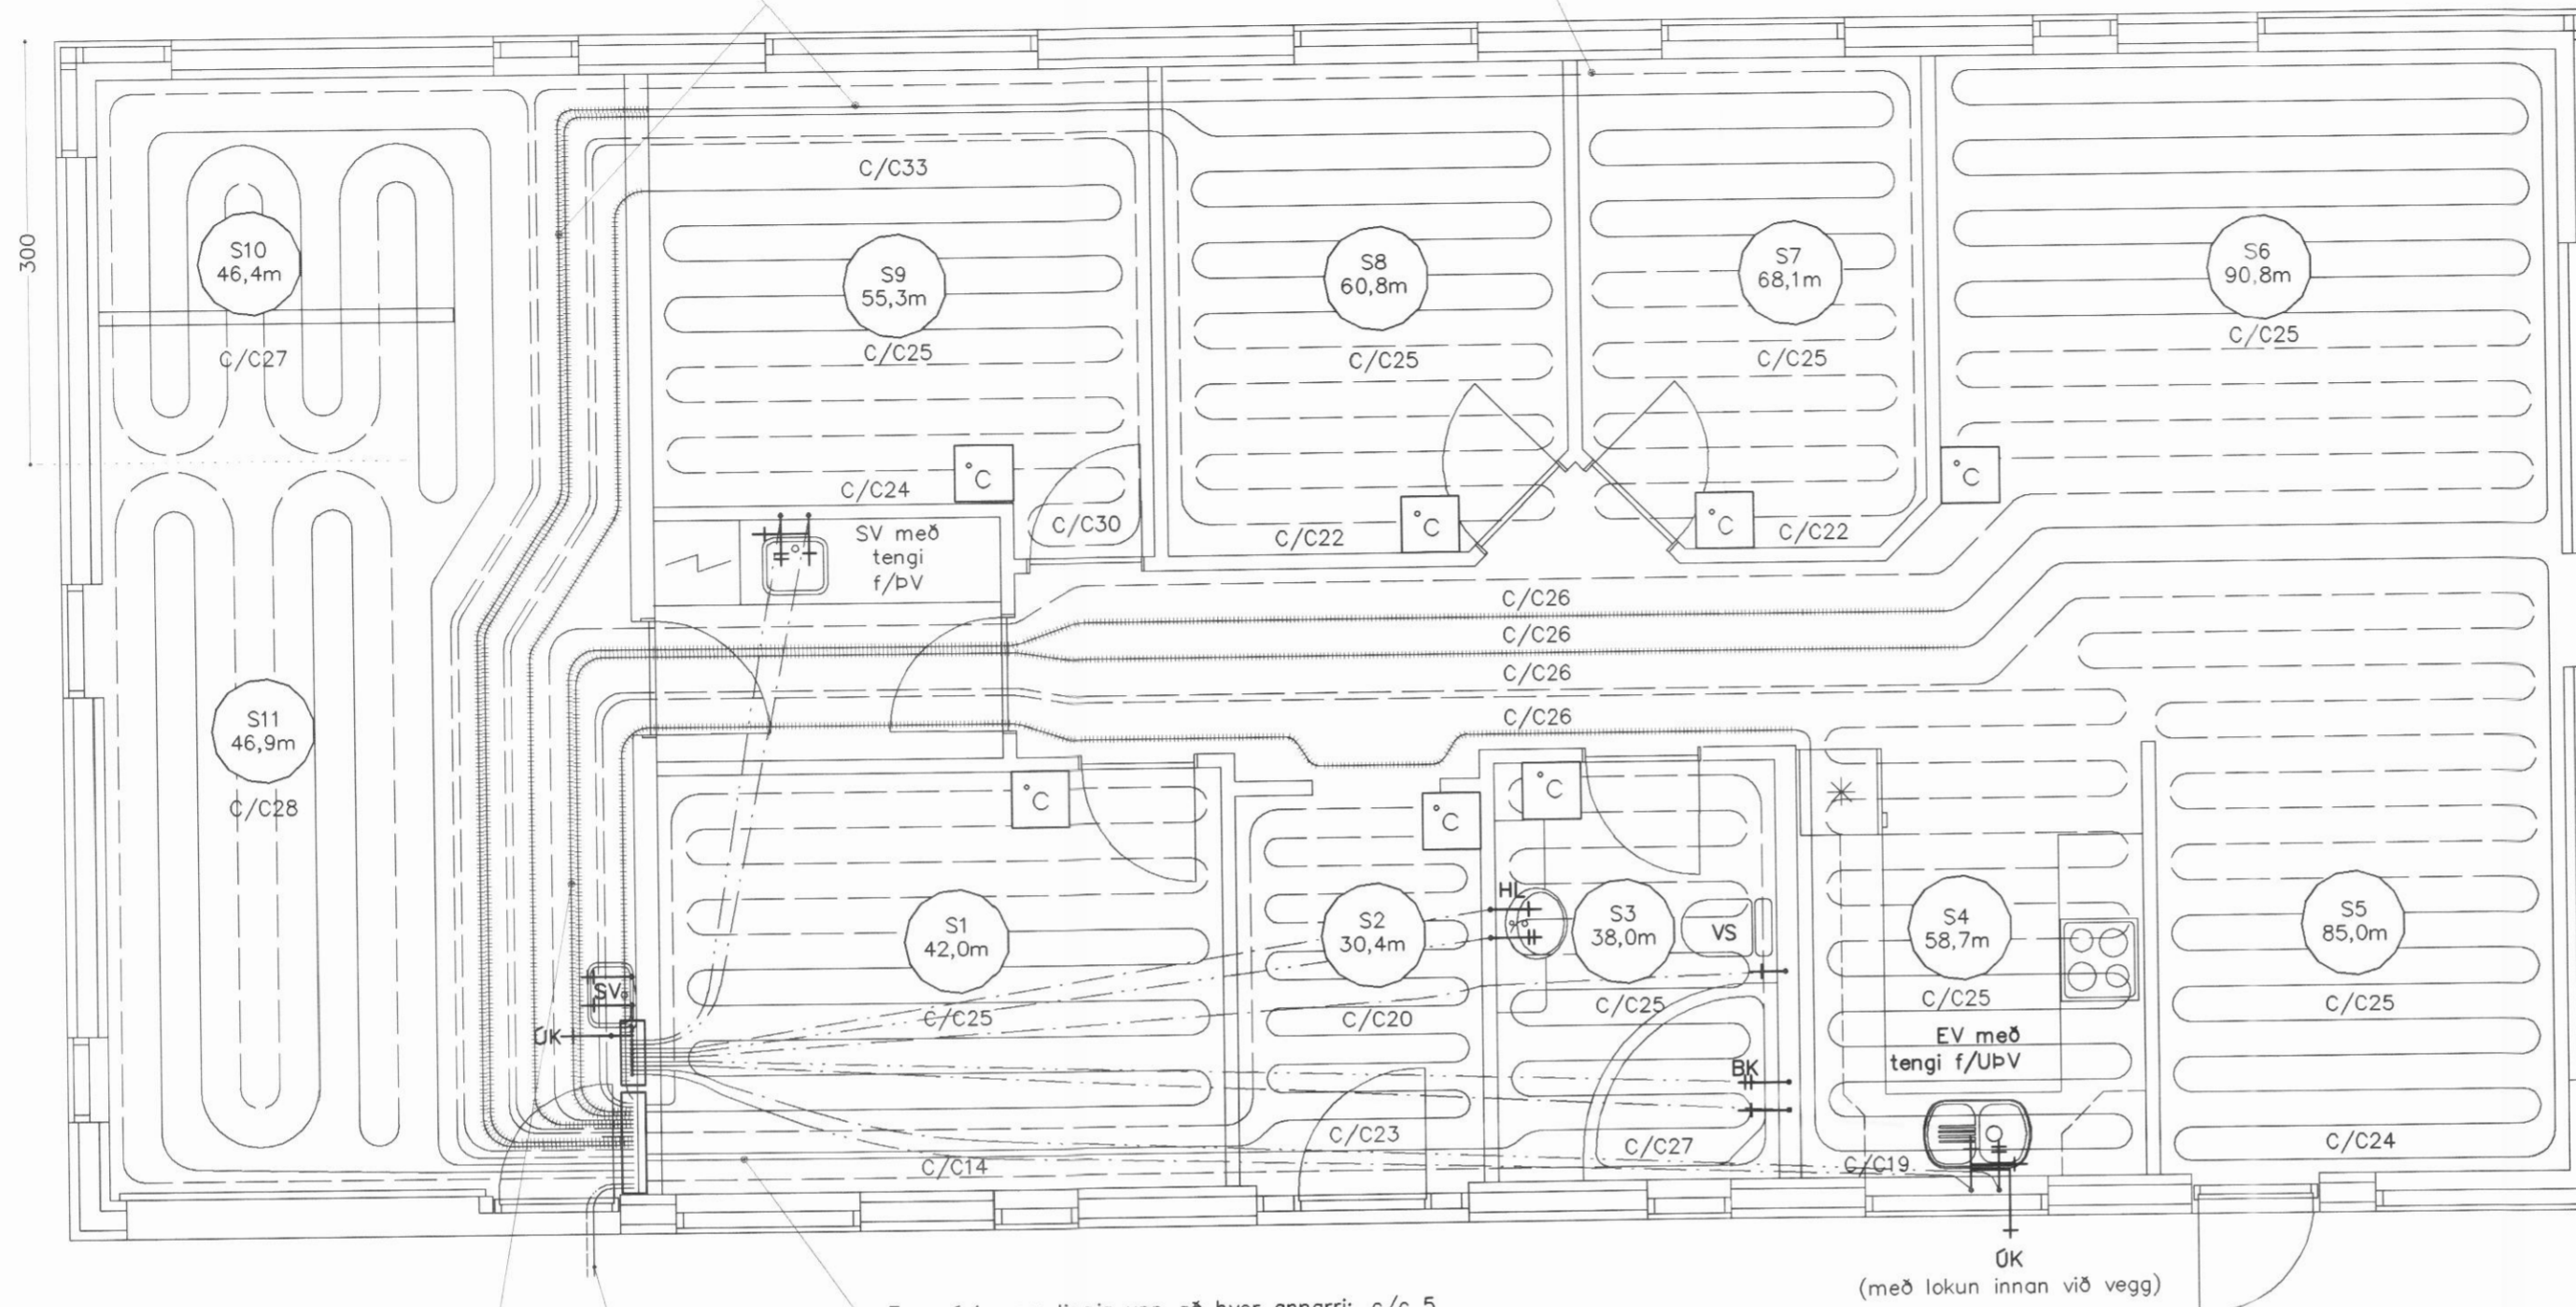 300
S10
46,4m
C/C27
S11
46,9m
C/C28
C/C33
S9
55,3m
C/C25
C/C24
°C
C/C30
SV með
tengi
f/ÞV
S8
60,8m
C/C25
C/C22
°C
S7
68,1m
C/C25
°C
C/C22
S6
90,8m
C/C25
°C
C/C26
C/C26
C/C26
C/C26
°C
S1
42,0m
C/C25
C/C14
SV
ÚK
°C
S2
30,4m
C/C20
C/C23
°C
HL
S3
38,0m
VS
C/C25
BK
C/C27
S4
58,7m
C/C25
EV með
tengi f/UÞV
C/C19
S5
85,0m
C/C25
C/C24
ÚK
(með lokun innan við vegg)
hver annarri: c/c 5